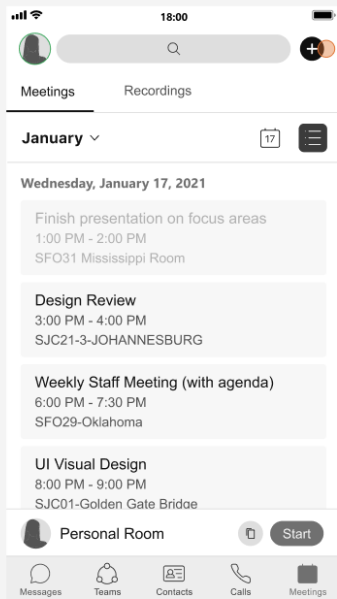 18:00
Meetings
Recordings
January
17
Wednesday, January 17, 2021
Finish presentation on focus areas
1:00 PM - 2:00 PM
SFO31 Mississippi Room
Design Review
3:00 PM - 4:00 PM
SJC21-3-JOHANNESBURG
Weekly Staff Meeting (with agenda)
6:00 PM - 7:30 PM
SFO29-Oklahoma
UI Visual Design
8:00 PM - 9:00 PM
SJC01-Golden Gate Bridge
Personal Room
Start
Messages
Teams
Contacts
Calls
Meetings